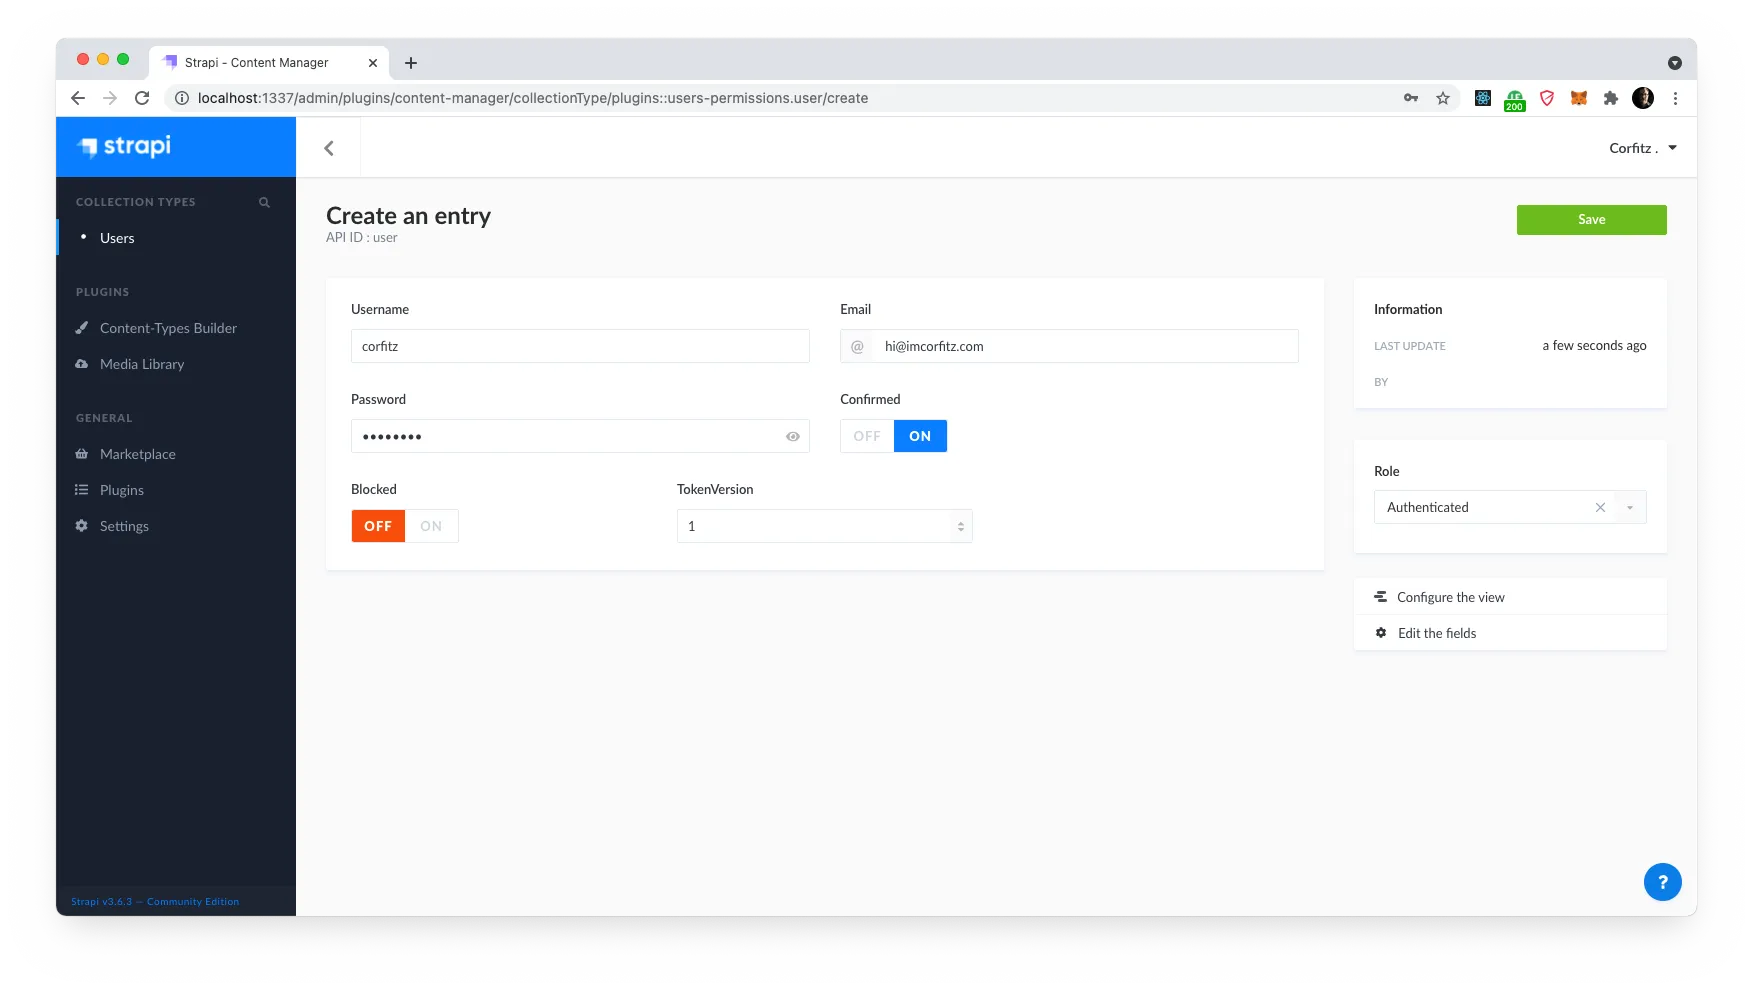 Strapi - Content Manager
localhost:1337/admin/plugins/content-manager/collectionType/plugins::users-permissions.user/create
200
strapi
Corfitz .
COLLECTION TYPES
Users
PLUGINS
Content-Types Builder
Media Library
GENERAL
Marketplace
Plugins
Settings
Strapi v3.6.3 — Community Edition
Create an entry
API ID : user
Save
Username
corfitz
Email
@ hi@imcorfitz.com
Password
••••••••
Confirmed
OFF ON
Blocked
OFF ON
TokenVersion
1
Information
LAST UPDATE a few seconds ago
BY
Role
Authenticated
Configure the view
Edit the fields
?